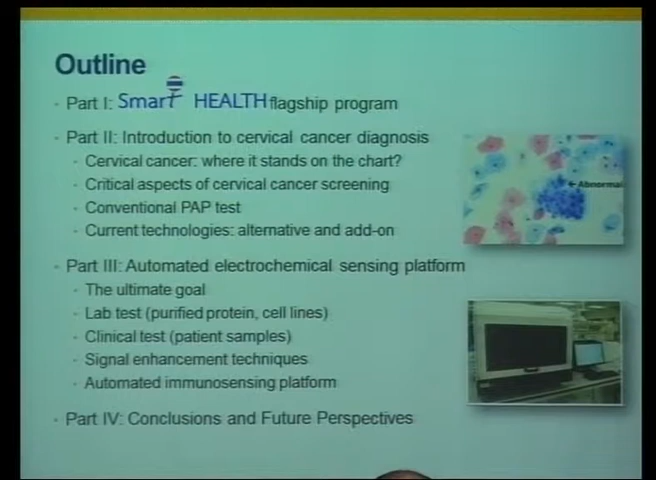 Outline
Part I: Smart HEALTH flagship program
Part II: Introduction to cervical cancer diagnosis
Cervical cancer: where it stands on the chart?
Critical aspects of cervical cancer screening
Conventional PAP test
Current technologies: alternative and add-on
Abnormal
Part III: Automated electrochemical sensing platform
The ultimate goal
Lab test (purified protein, cell lines)
Clinical test (patient samples)
Signal enhancement techniques
Automated immunosensing platform
Part IV: Conclusions and Future Perspectives